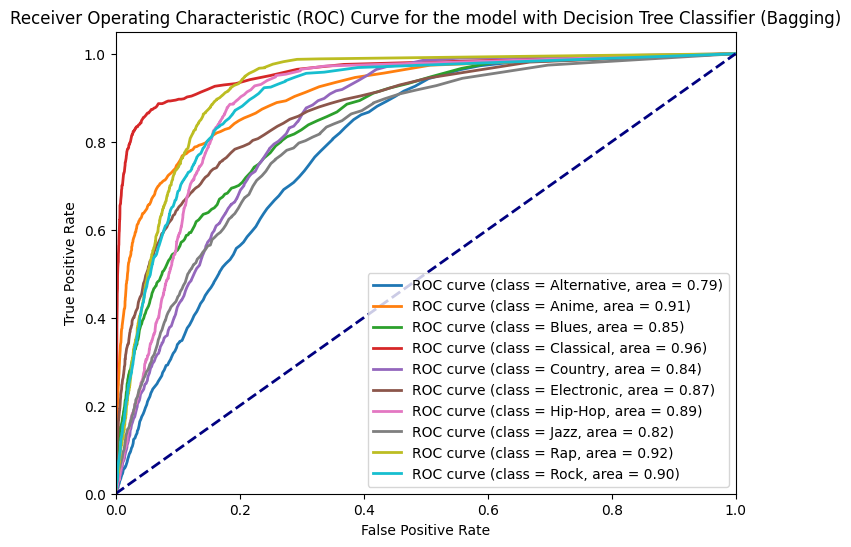 Receiver Operating Characteristic (ROC) Curve for the model with Decision Tree Classifier (Bagging)
1.0
0.8
0.6
0.4
0.2
0.0
True Positive Rate
ROC curve (class = Alternative, area = 0.79)
ROC curve (class = Anime, area = 0.91)
ROC curve (class = Blues, area = 0.85)
ROC curve (class = Classical, area = 0.96)
ROC curve (class = Country, area = 0.84)
ROC curve (class = Electronic, area = 0.87)
ROC curve (class = Hip-Hop, area = 0.89)
ROC curve (class = Jazz, area = 0.82)
ROC curve (class = Rap, area = 0.92)
ROC curve (class = Rock, area = 0.90)
0.0 0.2 0.4 0.6 0.8 1.0
False Positive Rate